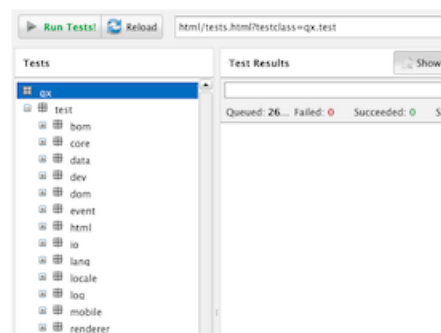 Run Tests! Reload html/tests.html?testclass=qx.test
Tests
Test Results Show
qx
Queued: 26... Failed: 0 Succeeded: 0 S
test
bom
core
data
dev
dom
event
html
io
lang
locale
log
mobile
renderer